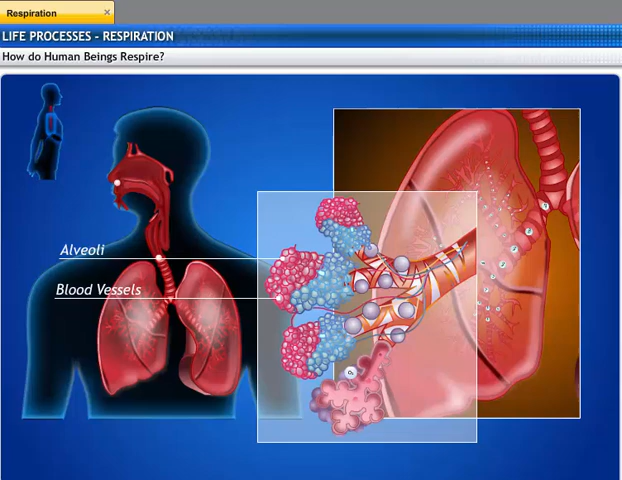 Respiration
LIFE PROCESSES - RESPIRATION
How do Human Beings Respire?
Alveoli
Blood Vessels